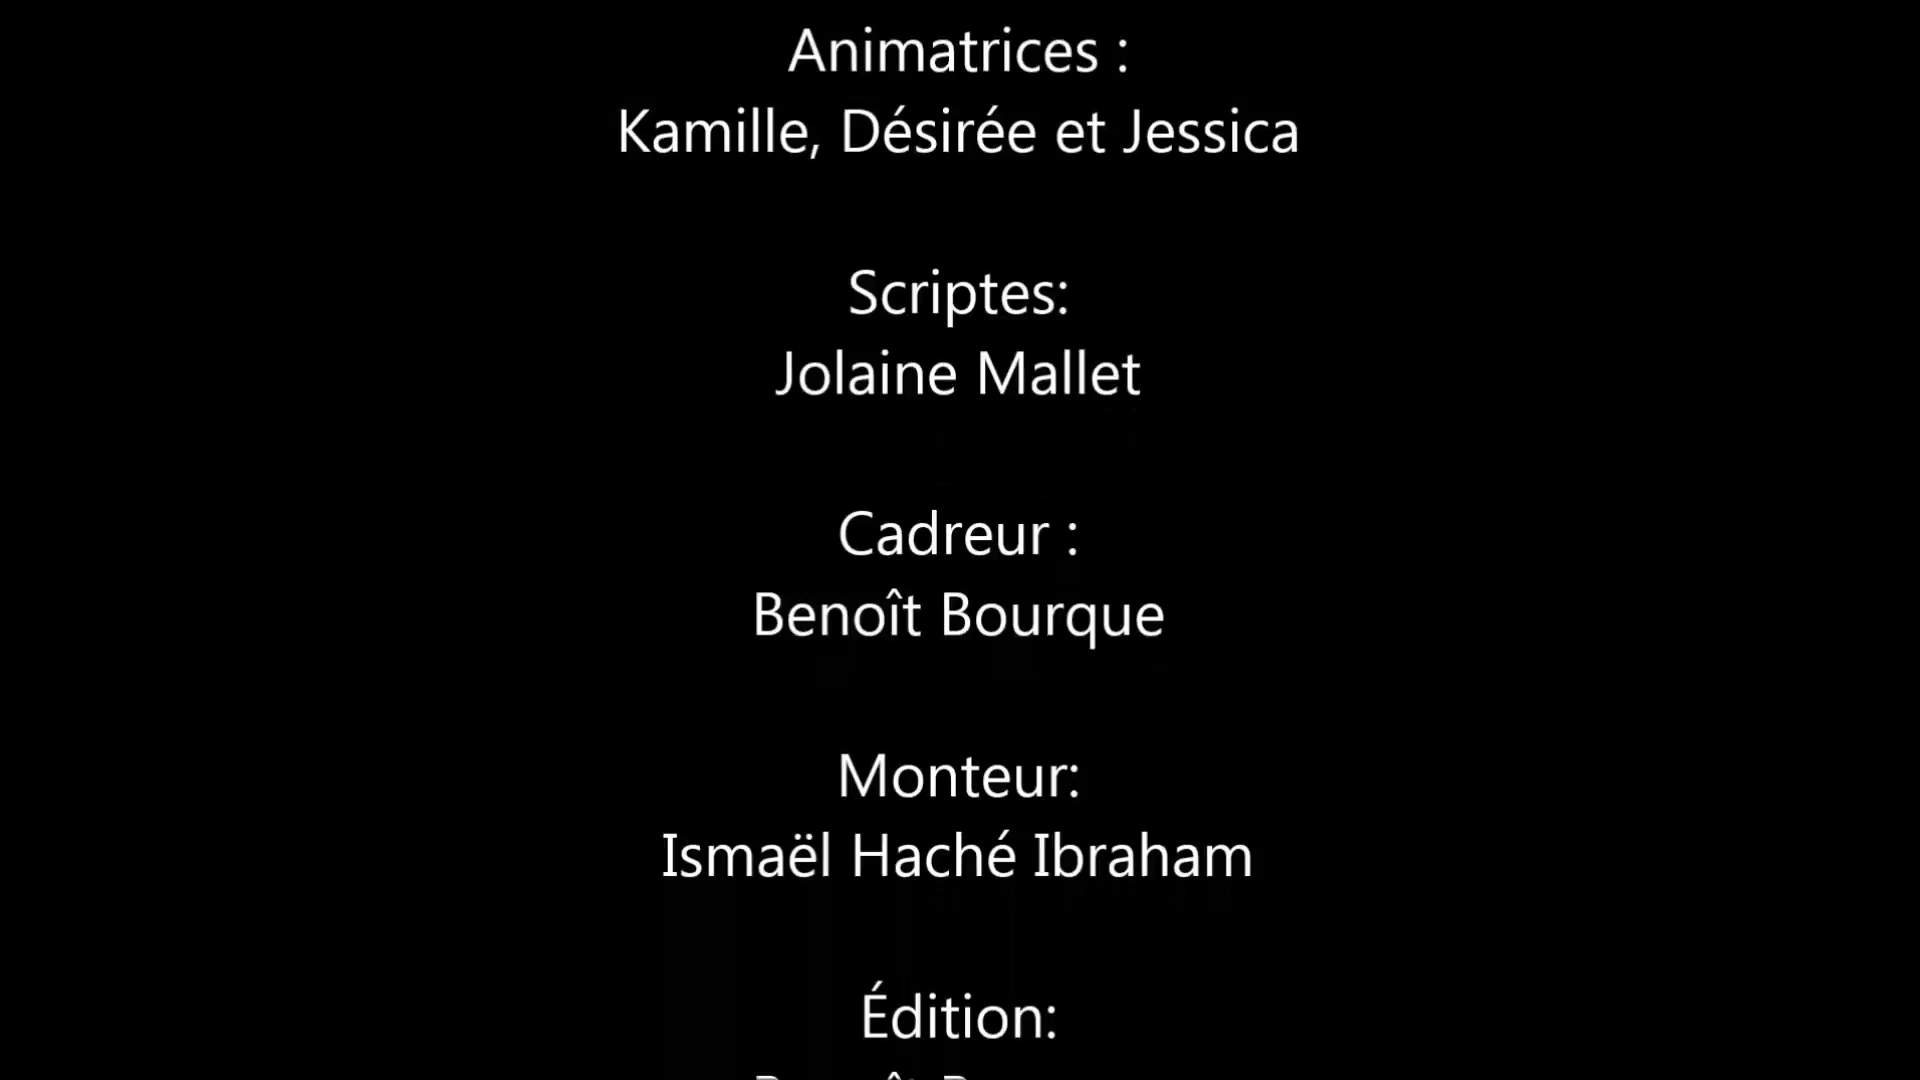 Animatrices :
Kamille, Désirée et Jessica
Scriptes:
Jolaine Mallet
Cadreur :
Benoît Bourque
Monteur:
Ismaël Haché Ibraham
Édition: